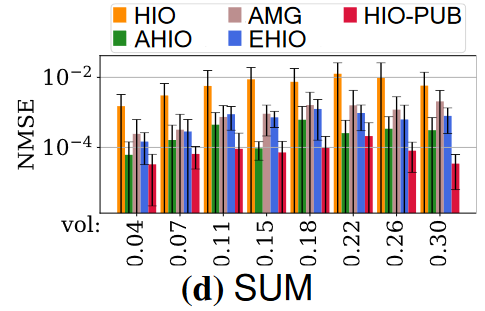 HIO AMG HIO-PUB
AHIO EHIO
10⁻²
10⁻⁴
NMSE
vol: 0.04 0.07 0.11 0.15 0.18 0.22 0.26 0.30
(d) SUM